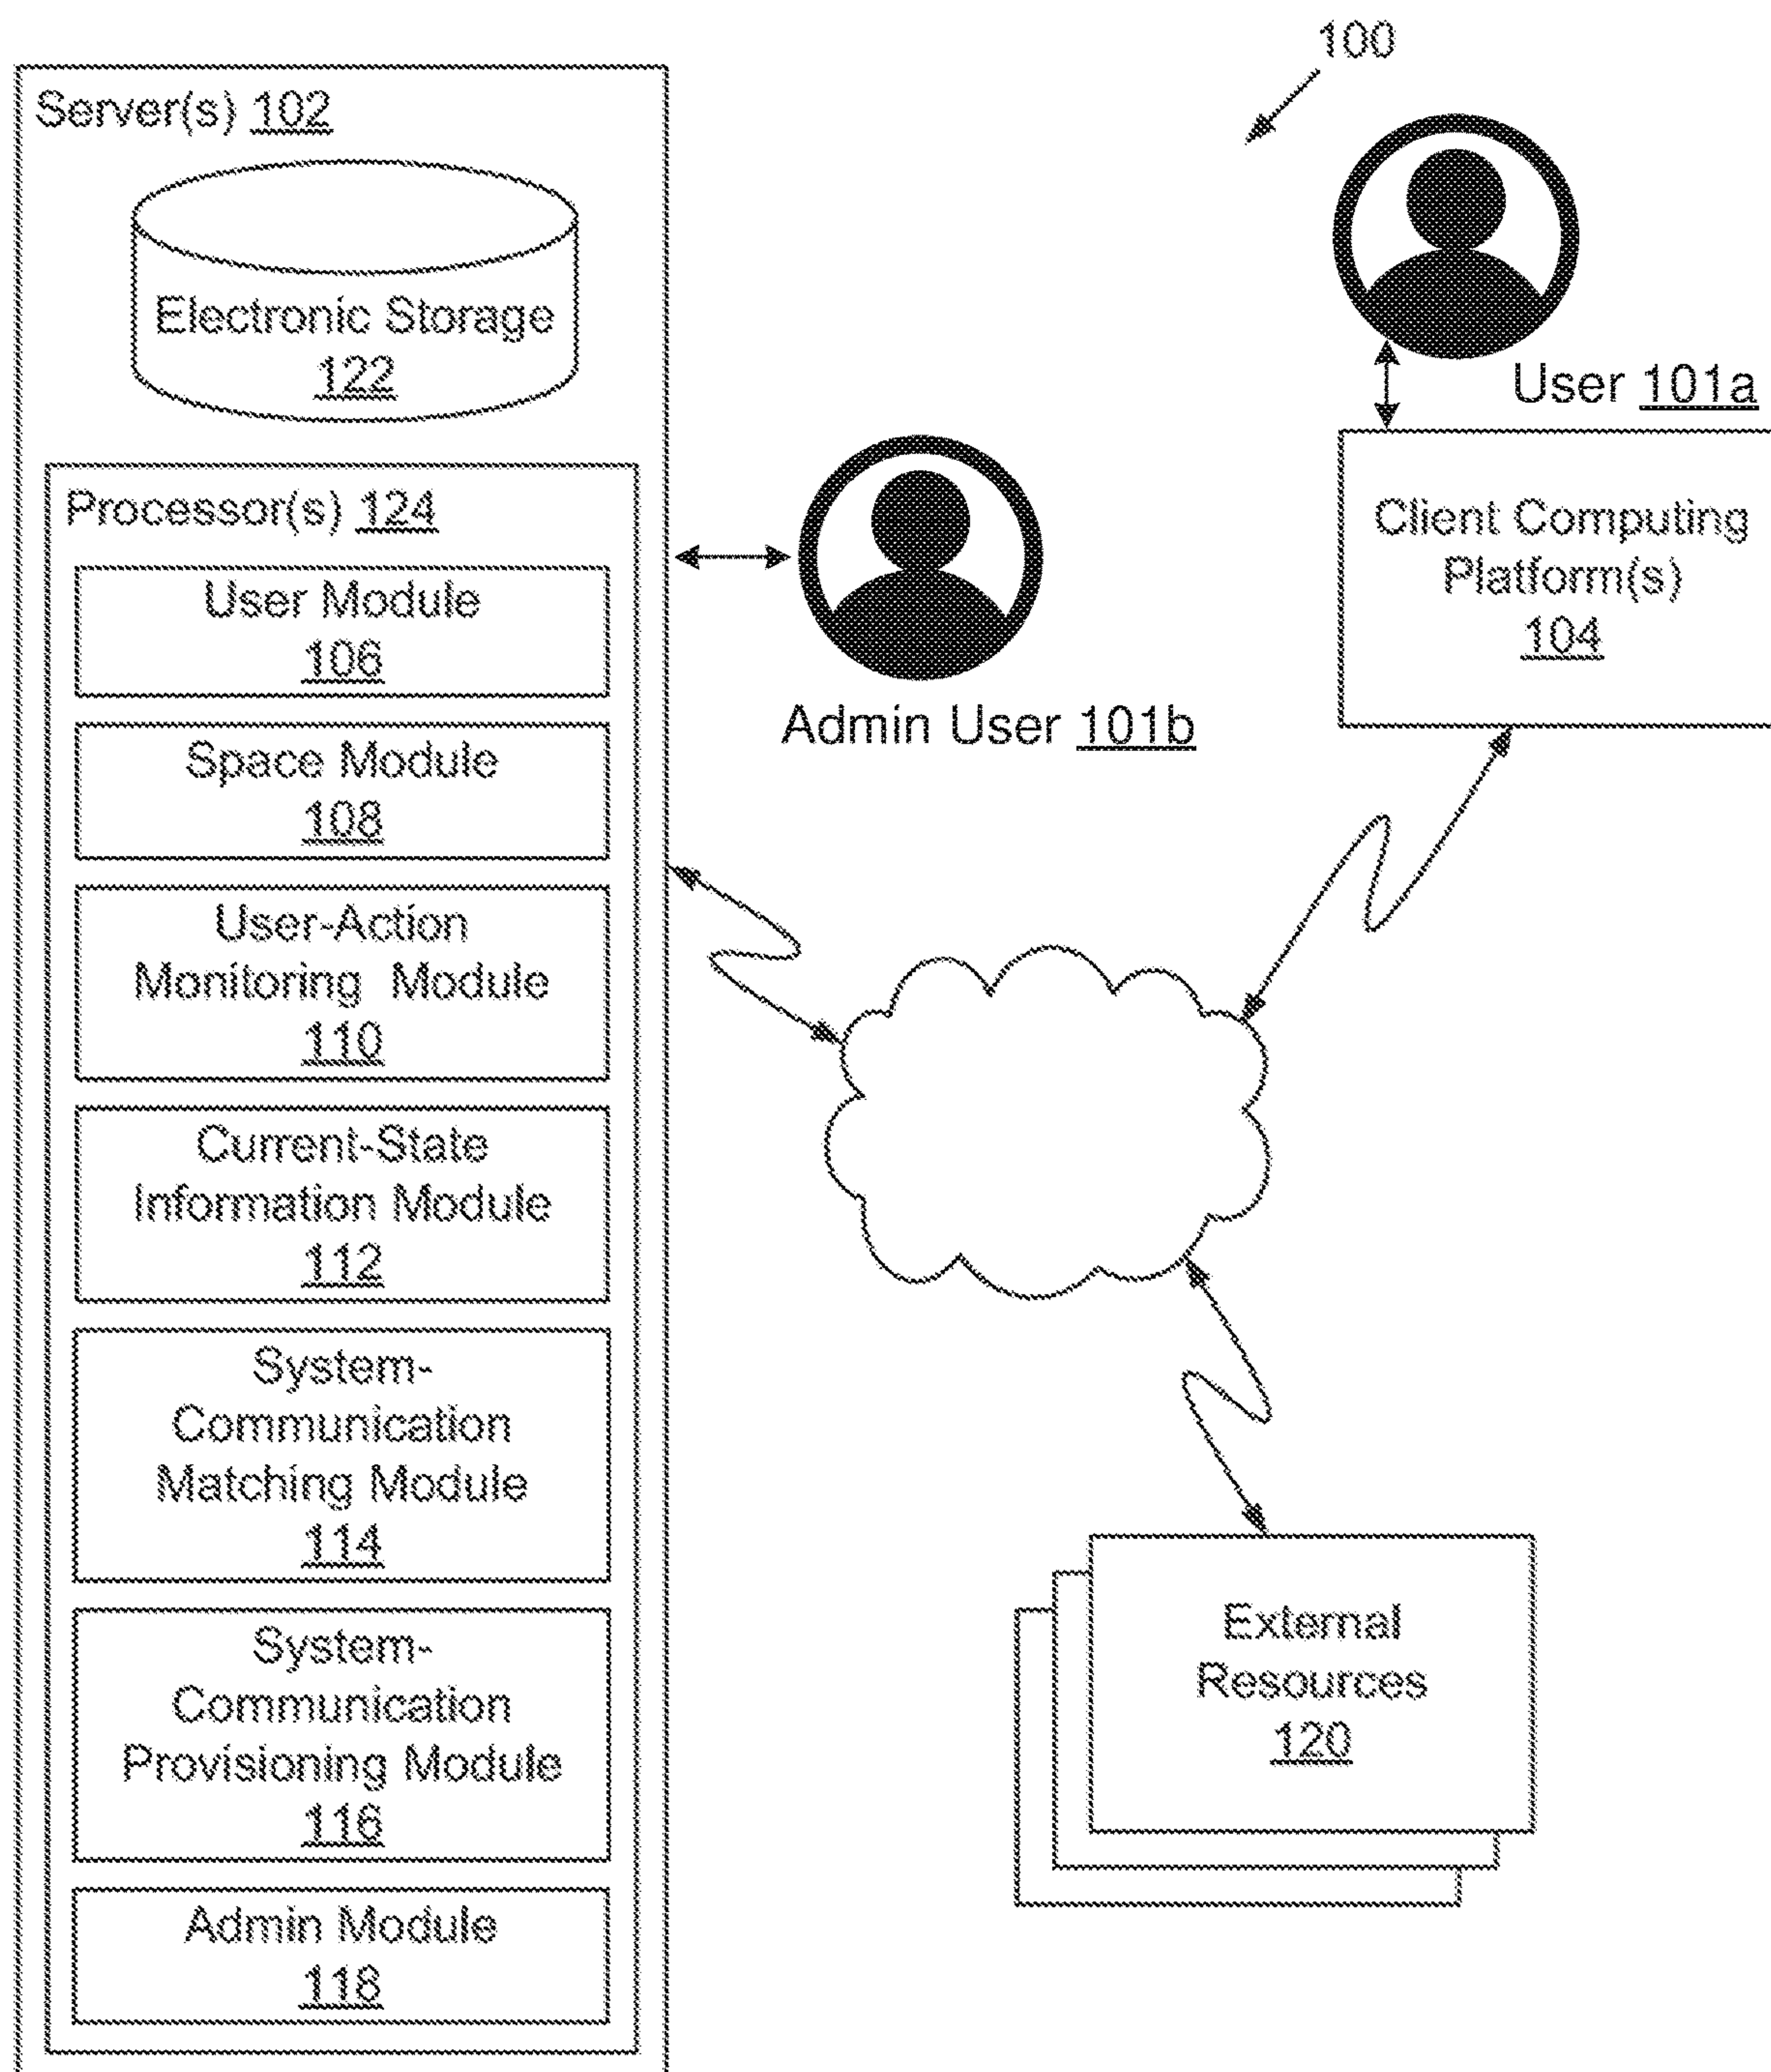 100
Server(s) 102
Electronic Storage
122
User 101a
Processor(s) 124
Client Computing
Platform(s)
104
User Module
106
Admin User 101b
Space Module
108
User-Action
Monitoring Module
110
Current-State
Information Module
112
System-
Communication
Matching Module
114
System-
Communication
Provisioning Module
116
External
Resources
120
Admin Module
118